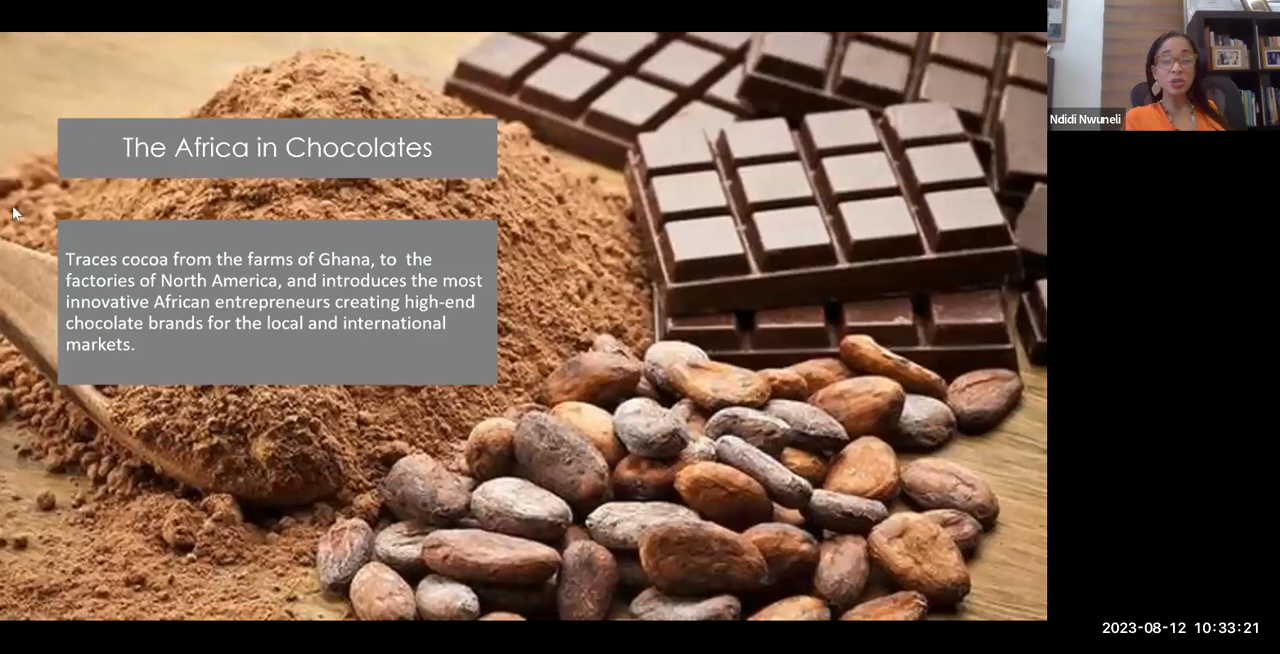 The Africa in Chocolates
Traces cocoa from the farms of Ghana, to the
factories of North America, and introduces the most
innovative African entrepreneurs creating high-end
chocolate brands for the local and international
markets.
Ndidi Nwuneli
2023-08-12 10:33:21